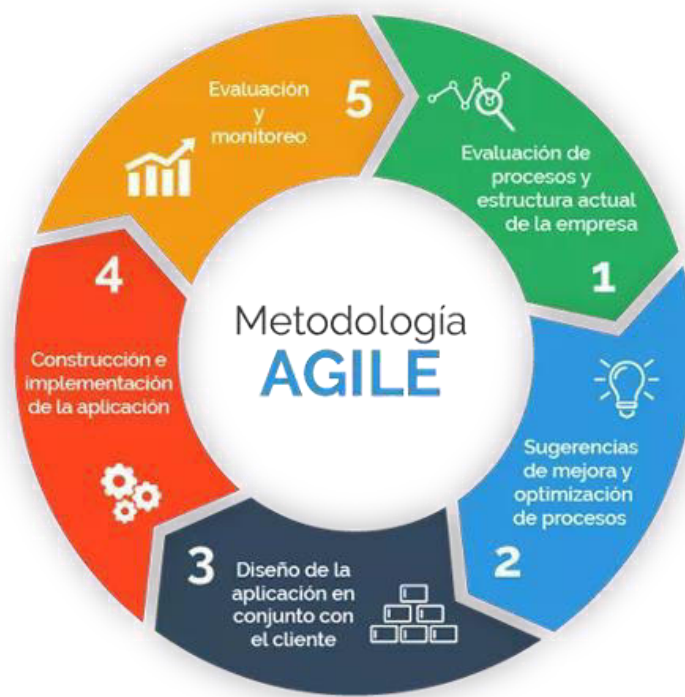 Metodología
AGILE
Evaluación de
procesos y
estructura actual
de la empresa
1
Sugerencias
de mejora y
optimización
de procesos
2
3
Diseño de la
aplicación en
conjunto con
el cliente
4
Construcción e
implementación
de la aplicación
5
Evaluación
y
monitoreo